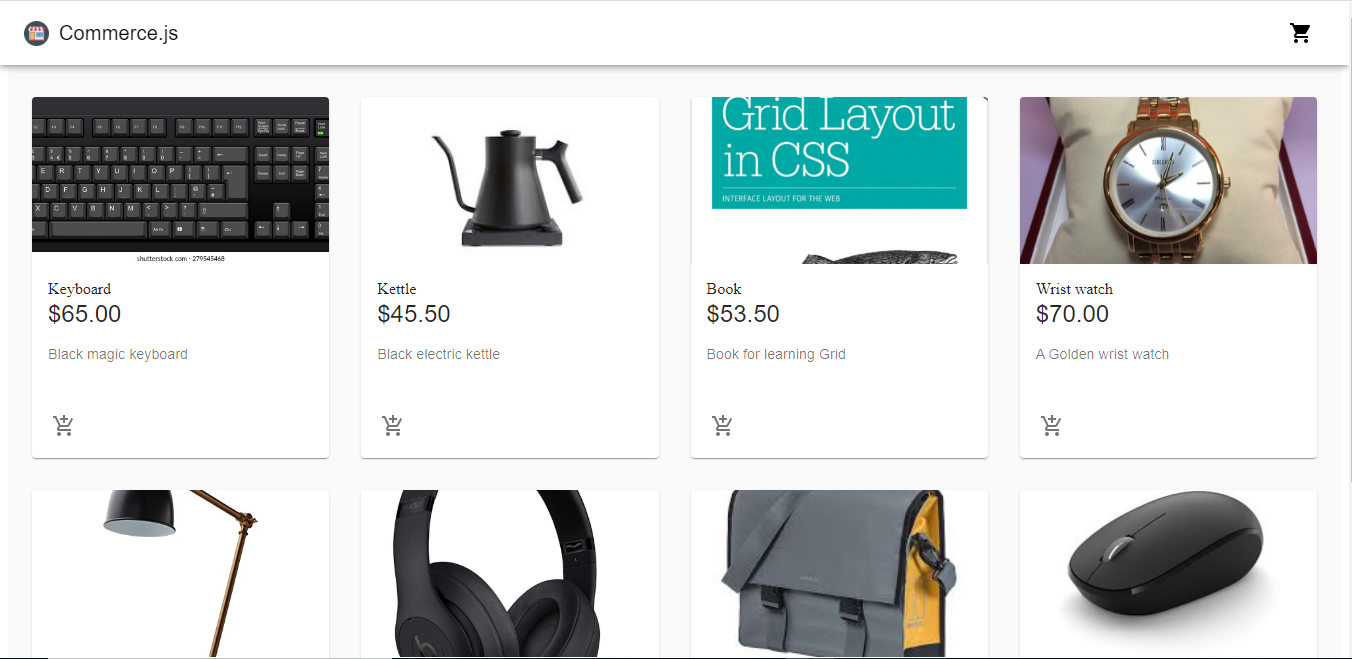 Commerce.js
shutterstock.com · 279545468
Grid Layout
in CSS
INTERFACE LAYOUT FOR THE WEB
Keyboard
$65.00
Black magic keyboard
Kettle
$45.50
Black electric kettle
Book
$53.50
Book for learning Grid
Wrist watch
$70.00
A Golden wrist watch